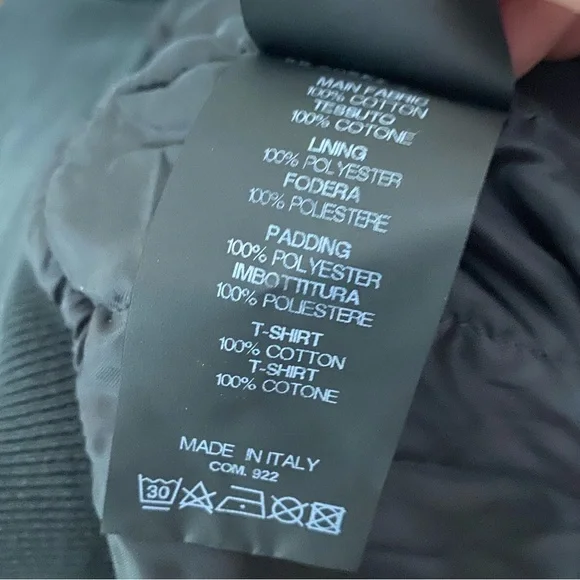 MAIN FABRIC
100% COTTON
TESSUTO
100% COTONE
LINING
100% POLYESTER
FODERA
100% POLIESTERE
PADDING
100% POLYESTER
IMBOTTITURA
100% POLIESTERE
T-SHIRT
100% COTTON
T-SHIRT
100% COTONE
MADE IN ITALY
COM. 922
30